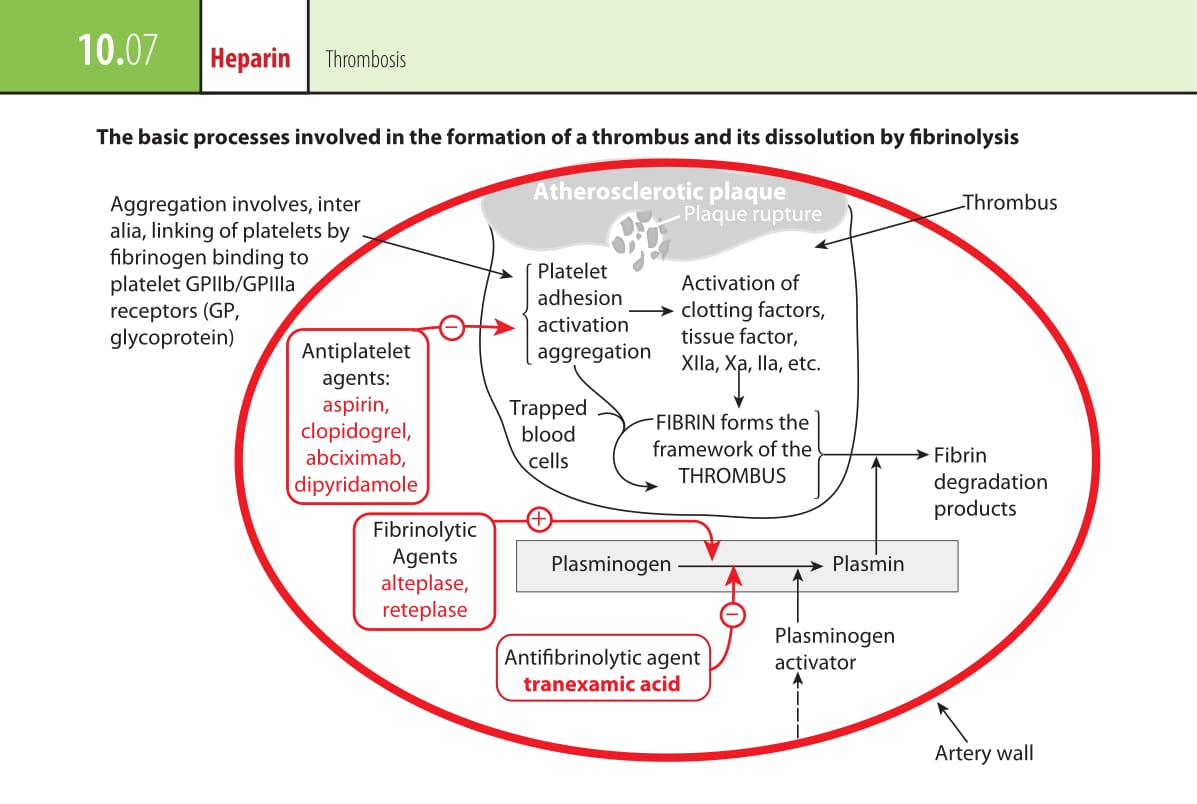 10.07
Heparin
Thrombosis
The basic processes involved in the formation of a thrombus and its dissolution by fibrinolysis
Atherosclerotic plaque
Plaque rupture
Thrombus
Aggregation involves, inter
alia, linking of platelets by
fibrinogen binding to
platelet GPIIb/GPIIIa
receptors (GP,
glycoprotein)
Platelet
adhesion
activation
aggregation
Activation of
clotting factors,
tissue factor,
XIIa, Xa, IIa, etc.
−
Antiplatelet
agents:
aspirin,
clopidogrel,
abciximab,
dipyridamole
Trapped
blood
cells
FIBRIN forms the
framework of the
THROMBUS
Fibrin
degradation
products
+
Fibrinolytic
Agents
alteplase,
reteplase
Plasminogen
Plasmin
−
Antifibrinolytic agent
tranexamic acid
Plasminogen
activator
Artery wall